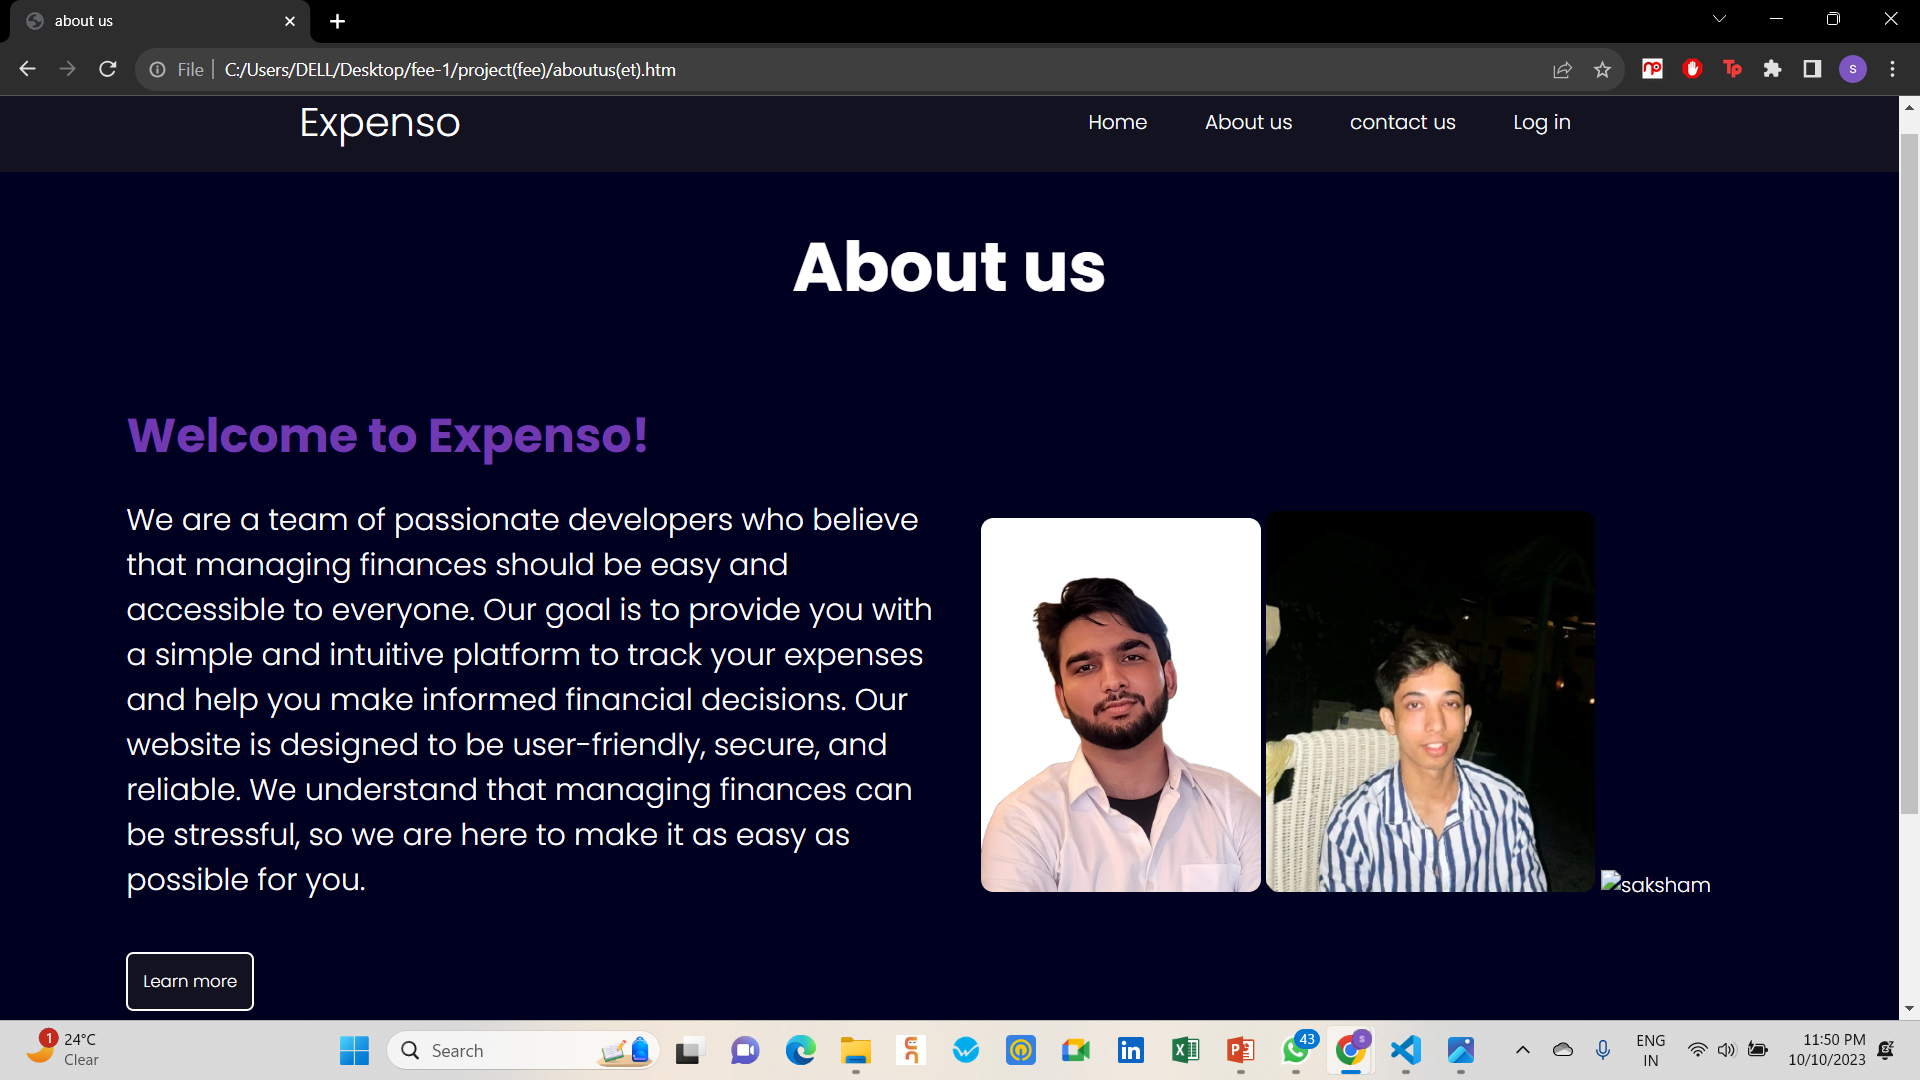 about us
File
C:/Users/DELL/Desktop/fee-1/project(fee)/aboutus(et).htm
Tp
s
Expenso
Home
About us
contact us
Log in
About us
Welcome to Expenso!
We are a team of passionate developers who believe
that managing finances should be easy and
accessible to everyone. Our goal is to provide you with
a simple and intuitive platform to track your expenses
and help you make informed financial decisions. Our
website is designed to be user-friendly, secure, and
reliable. We understand that managing finances can
be stressful, so we are here to make it as easy as
possible for you.
saksham
Learn more
1
24°C
Clear
Search
43
s
ENG
IN
11:50 PM
10/10/2023